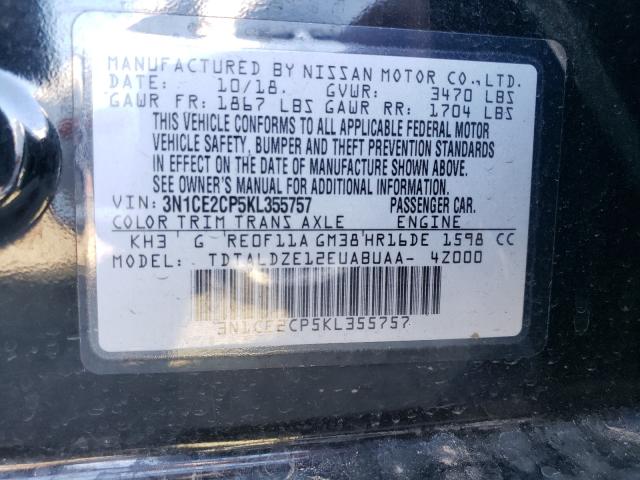 MANUFACTURED BY NISSAN MOTOR CO.,LTD.
DATE: 10/18. GVWR: 3470 LBS
GAWR FR: 1867 LBS GAWR RR: 1704 LBS
THIS VEHICLE CONFORMS TO ALL APPLICABLE FEDERAL MOTOR
VEHICLE SAFETY, BUMPER AND THEFT PREVENTION STANDARDS
IN EFFECT ON THE DATE OF MANUFACTURE SHOWN ABOVE.
SEE OWNER'S MANUAL FOR ADDITIONAL INFORMATION.
VIN: 3N1CE2CP5KL355757 PASSENGER CAR.
COLOR TRIM TRANS AXLE ENGINE
KH3 G RE0F11A GM38 HR16DE 1598 CC
MODEL: TDTALDZE12EUABUAA- 4Z000
3N1CE2CP5KL355757